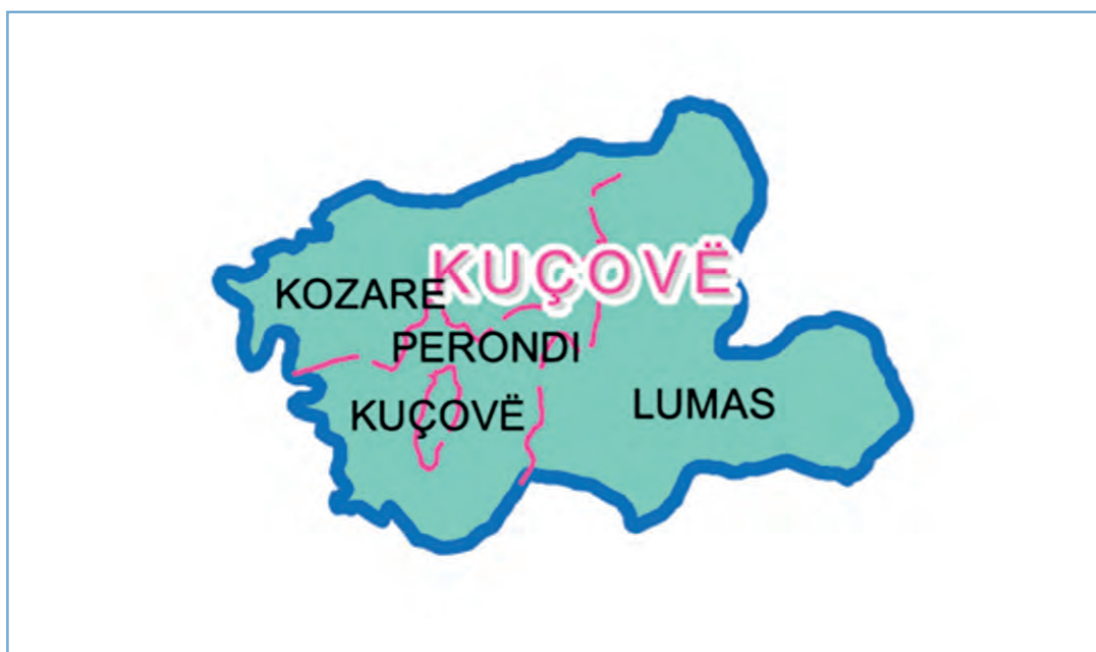 KUÇOVË
KOZARE
PERONDI
KUÇOVË
LUMAS